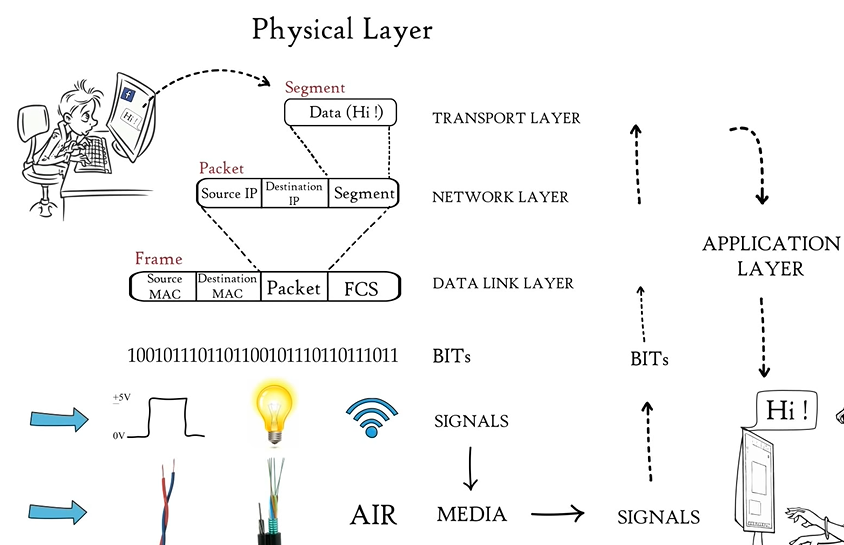 Physical Layer
Segment
f
Hi !
Data (Hi !)
TRANSPORT LAYER
Packet
Source IP
Destination
IP
Segment
NETWORK LAYER
APPLICATION
LAYER
Frame
Source
MAC
Destination
MAC
Packet
FCS
DATA LINK LAYER
1001011101101100101110110111011
BITs
BITs
+5V
0V
SIGNALS
Hi !
AIR
MEDIA
SIGNALS